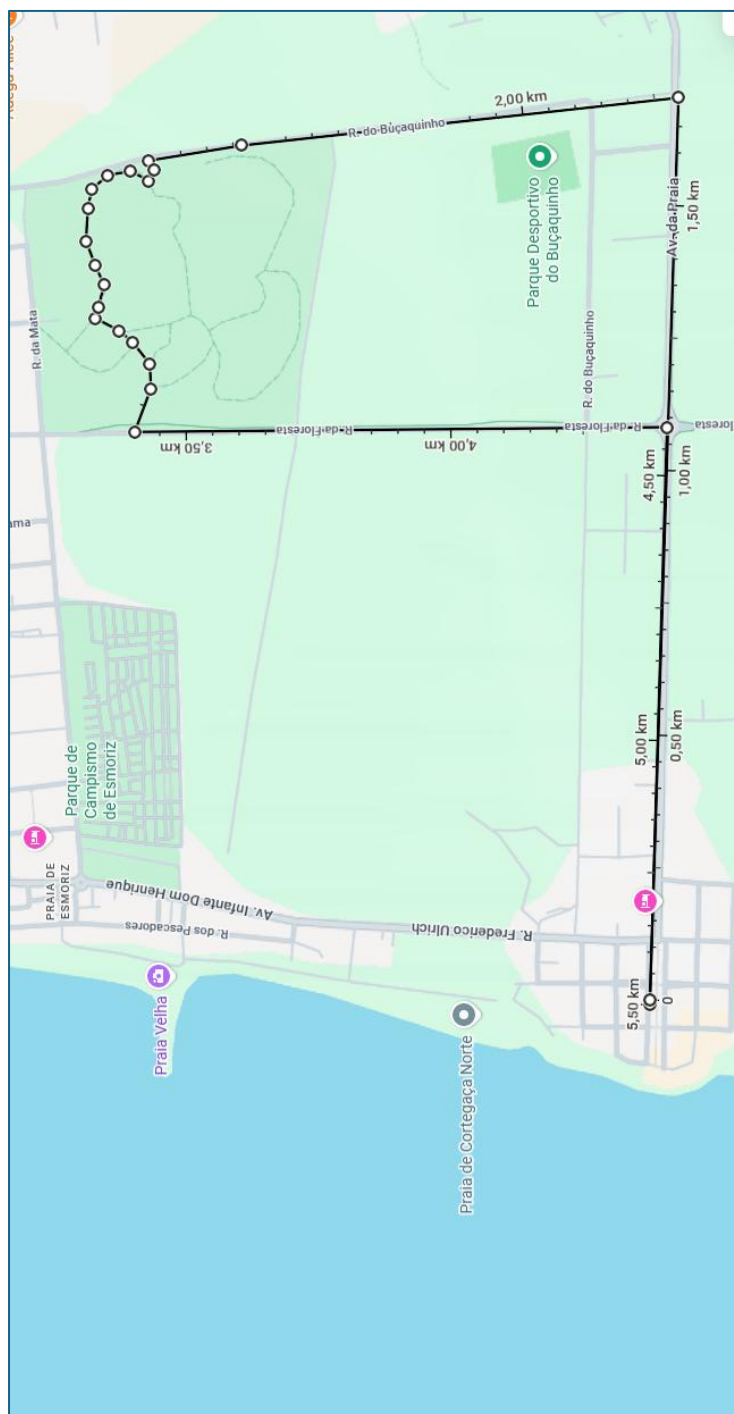 Praia Velha
Praia de Cortegaça Norte
PRAIA DE
ESMORIZ
R. dos Pescadores
Av. Infante Dom Henrique
R. Frederico Ulrich
5,50 km
0
Parque de
Campismo
de Esmoriz
5,00 km
0,50 km
ama
R. da Mata
3,50 km
R. da Floresta
4,00 km
R. da Floresta
R. da Floresta
loresta
4,50 km
1,00 km
R. do Buçaquinho
Parque Desportivo
do Buçaquinho
R. do Buçaquinho
2,00 km
Av. da Praia
1,50 km